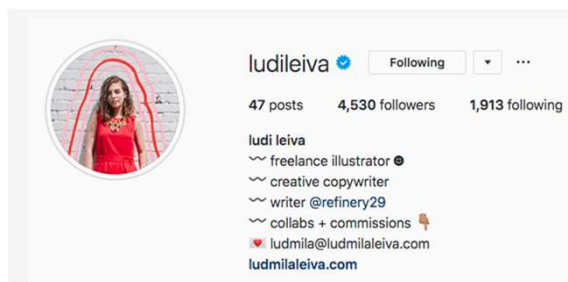 ludileiva Following
47 posts 4,530 followers 1,913 following
ludi leiva
〰 freelance illustrator ☻
〰 creative copywriter
〰 writer @refinery29
〰 collabs + commissions 👇🏽
💌 ludmila@ludmilaleiva.com
ludmilaleiva.com